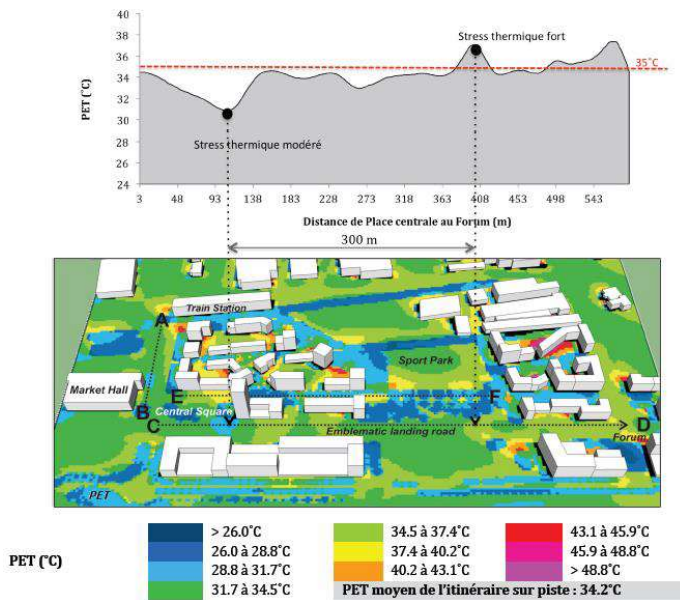 40
38
36
34
32
30
28
26
24
PET (°C)
Stress thermique fort
35°C
Stress thermique modéré
3 48 93 138 183 228 273 318 363 408 453 498 543
Distance de Place centrale au Forum (m)
300 m
Train Station
A
Sport Park
Market Hall
E F
B
Central Square
C D
Emblematic landing road
Forum
PET
PET (°C)
> 26.0°C 34.5 à 37.4°C 43.1 à 45.9°C
26.0 à 28.8°C 37.4 à 40.2°C 45.9 à 48.8°C
28.8 à 31.7°C 40.2 à 43.1°C > 48.8°C
31.7 à 34.5°C PET moyen de l'itinéraire sur piste : 34.2°C